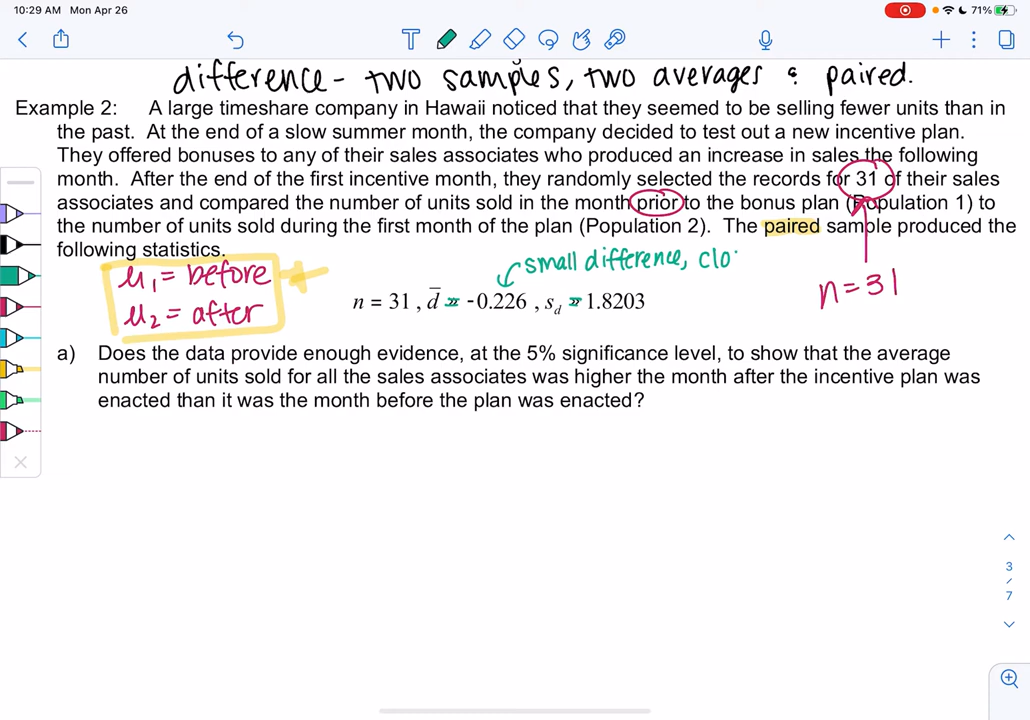 10:29 AM Mon Apr 26
71%
T
difference - two samples, two averages & paired.
Example 2: A large timeshare company in Hawaii noticed that they seemed to be selling fewer units than in
the past. At the end of a slow summer month, the company decided to test out a new incentive plan.
They offered bonuses to any of their sales associates who produced an increase in sales the following
month. After the end of the first incentive month, they randomly selected the records for 31 of their sales
associates and compared the number of units sold in the month prior to the bonus plan (Population 1) to
the number of units sold during the first month of the plan (Population 2). The paired sample produced the
following statistics.
small difference, clo
μ₁ = before
μ₂ = after
n = 31 , d̅ = -0.226 , s_d = 1.8203
n = 31
a) Does the data provide enough evidence, at the 5% significance level, to show that the average
number of units sold for all the sales associates was higher the month after the incentive plan was
enacted than it was the month before the plan was enacted?
3
/
7